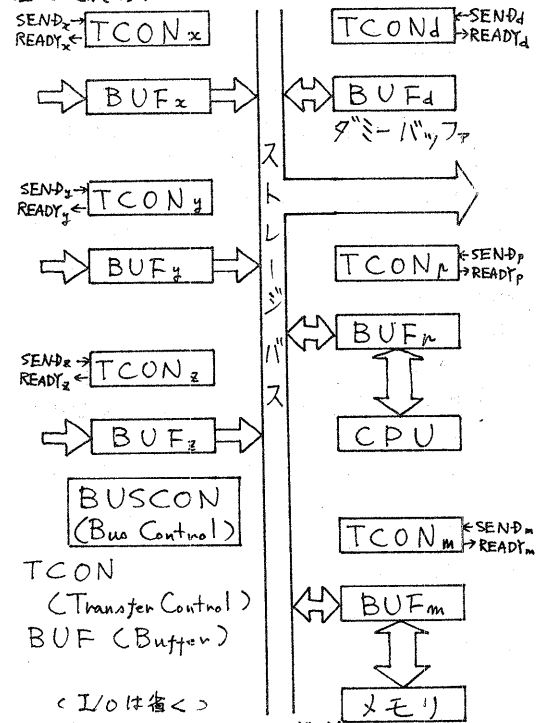 SENDx
READYx
TCONx
BUFx
SENDy
READYy
TCONy
BUFy
SENDz
READYz
TCONz
BUFz
BUSCON
(Bus Control)
TCON
(Transfer Control)
BUF (Buffer)
(I/Oは省く)
ストレージバス
TCONd
SENDd
READYd
BUFd
ダミーバッファ
TCONp
SENDp
READYp
BUFp
CPU
TCONm
SENDm
READYm
BUFm
メモリ